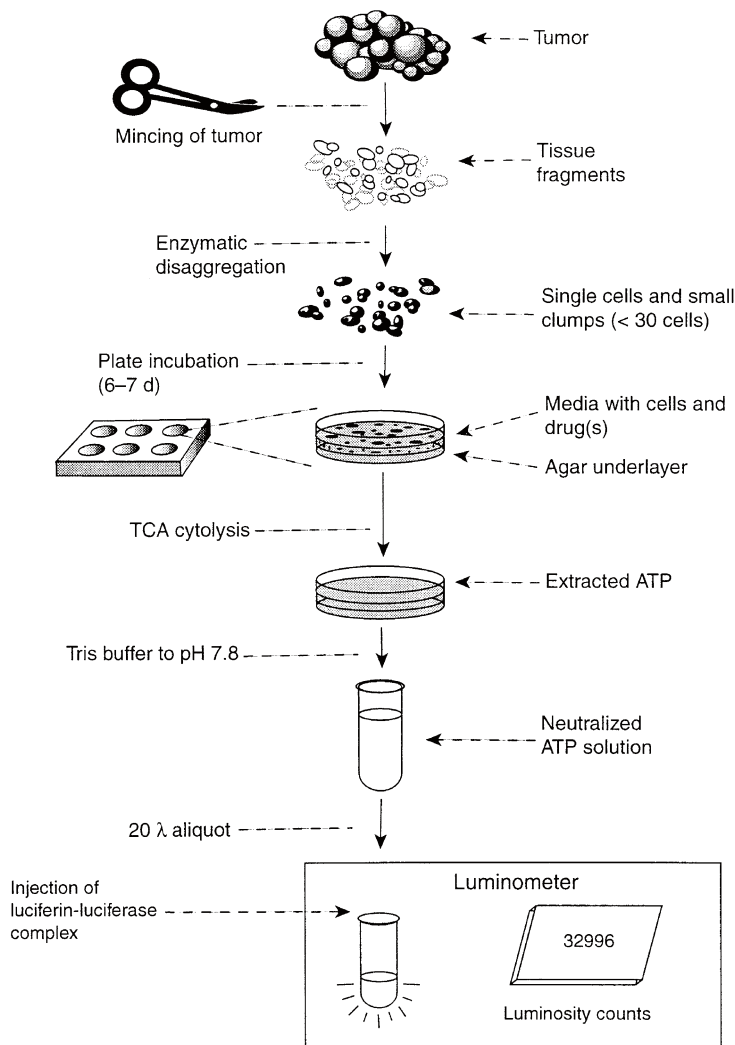 Tumor
Mincing of tumor
Tissue
fragments
Enzymatic
disaggregation
Single cells and small
clumps (< 30 cells)
Plate incubation
(6–7 d)
Media with cells and
drug(s)
Agar underlayer
TCA cytolysis
Extracted ATP
Tris buffer to pH 7.8
Neutralized
ATP solution
20 λ aliquot
Injection of
luciferin-luciferase
complex
Luminometer
32996
Luminosity counts